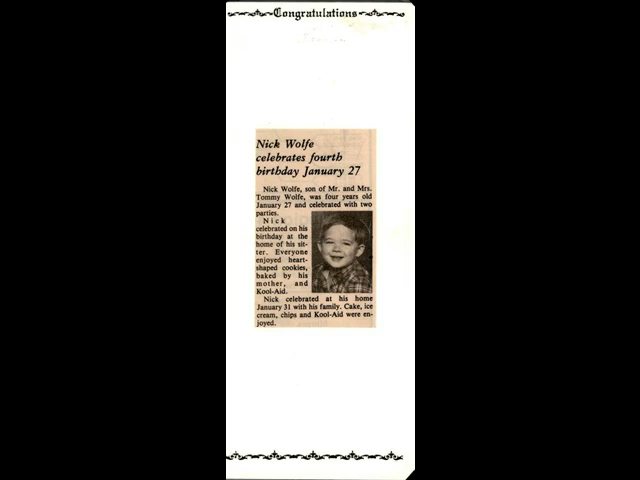 Congratulations
Nick Wolfe
celebrates fourth
birthday January 27
Nick Wolfe, son of Mr. and Mrs.
Tommy Wolfe, was four years old
January 27 and celebrated with two
parties.
Nick
celebrated on his
birthday at the
home of his sit-
ter. Everyone
enjoyed heart-
shaped cookies,
baked by his
mother, and
Kool-Aid.
Nick celebrated at his home
January 31 with his family. Cake, ice
cream, chips and Kool-Aid were en-
joyed.